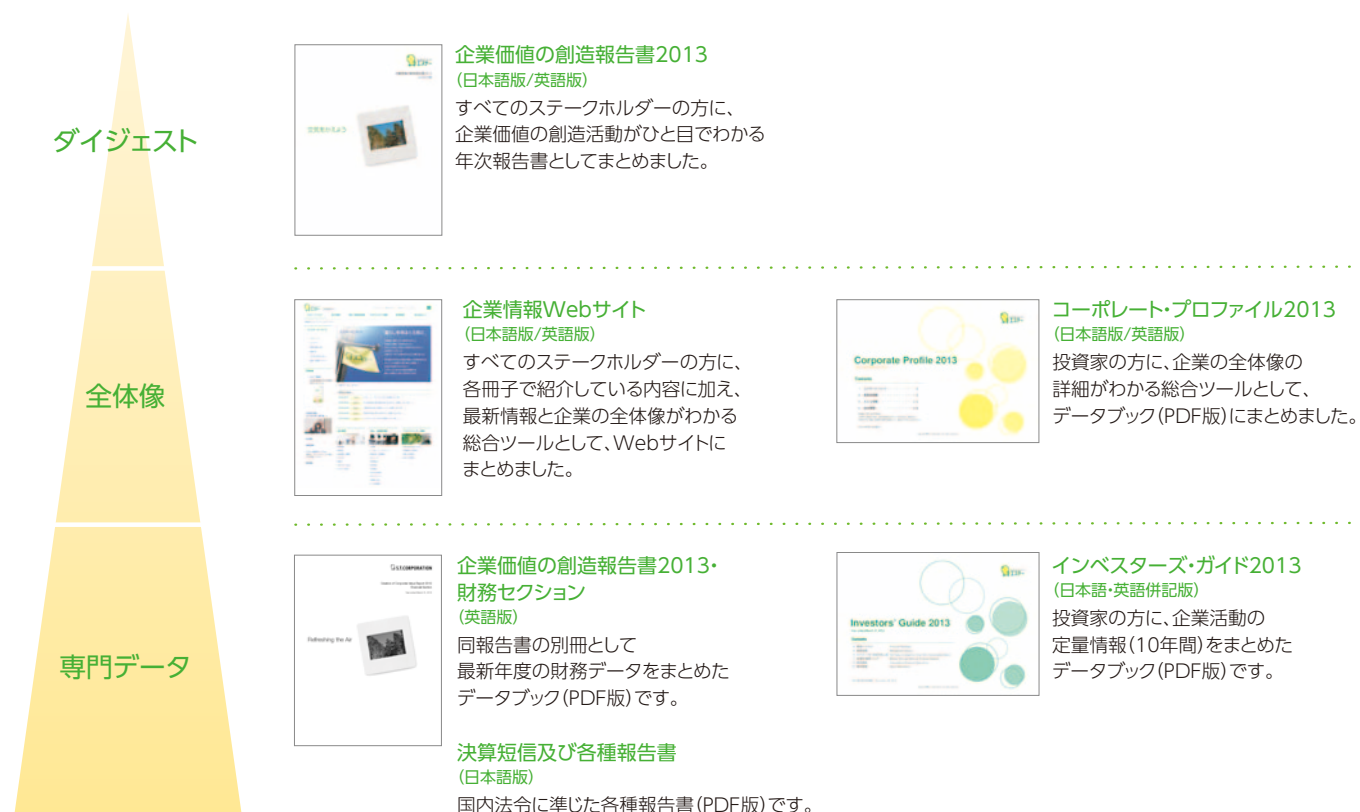 ダイジェスト
企業価値の創造報告書2013
(日本語版/英語版)
すべてのステークホルダーの方に、
企業価値の創造活動がひと目でわかる
年次報告書としてまとめました。
空気をかえよう
全体像
企業情報Webサイト
(日本語版/英語版)
すべてのステークホルダーの方に、
各冊子で紹介している内容に加え、
最新情報と企業の全体像がわかる
総合ツールとして、Webサイトに
まとめました。
Corporate Profile 2013
Contents
コーポレート・プロファイル2013
(日本語版/英語版)
投資家の方に、企業の全体像の
詳細がわかる総合ツールとして、
データブック(PDF版)にまとめました。
専門データ
S.T.CORPORATION
Refreshing the Air
企業価値の創造報告書2013・
財務セクション
(英語版)
同報告書の別冊として
最新年度の財務データをまとめた
データブック(PDF版)です。
決算短信及び各種報告書
(日本語版)
国内法令に準じた各種報告書(PDF版)です。
Investors' Guide 2013
Contents
インベスターズ・ガイド2013
(日本語・英語併記版)
投資家の方に、企業活動の
定量情報(10年間)をまとめた
データブック(PDF版)です。